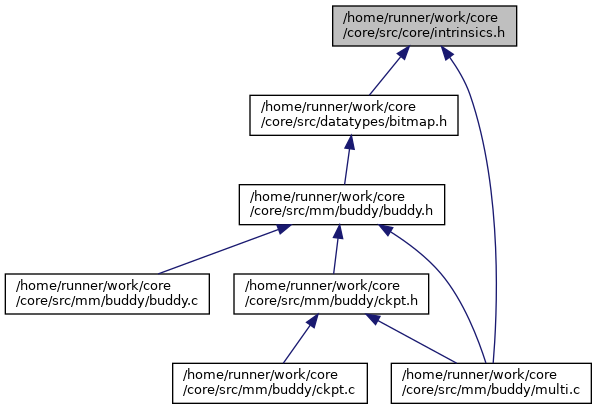 /home/runner/work/core
/core/src/core/intrinsics.h
/home/runner/work/core
/core/src/datatypes/bitmap.h
/home/runner/work/core
/core/src/mm/buddy/buddy.h
/home/runner/work/core
/core/src/mm/buddy/buddy.c
/home/runner/work/core
/core/src/mm/buddy/ckpt.h
/home/runner/work/core
/core/src/mm/buddy/ckpt.c
/home/runner/work/core
/core/src/mm/buddy/multi.c